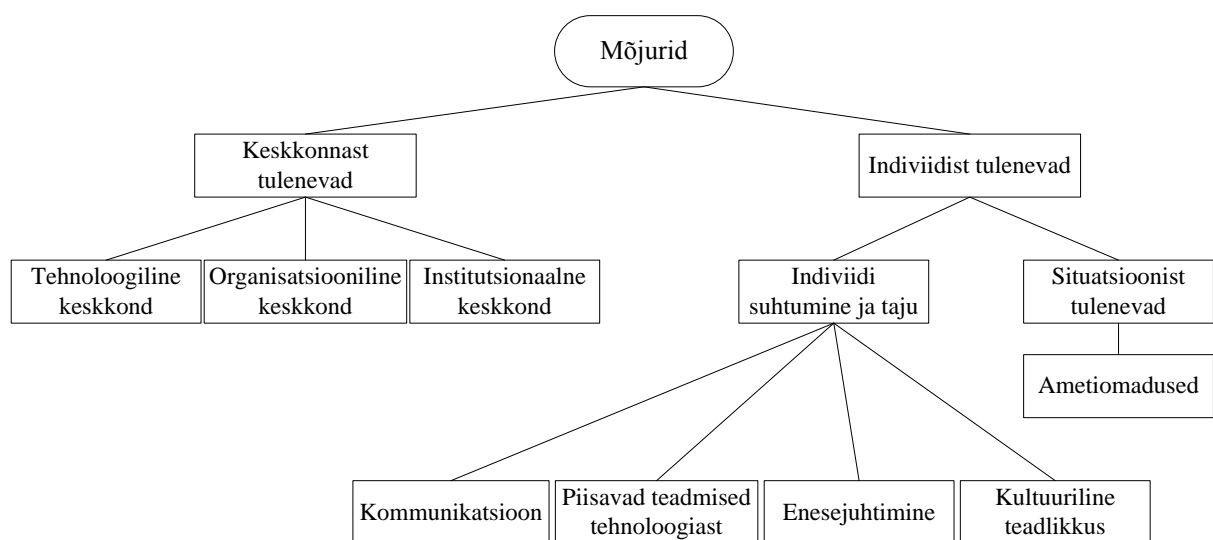 Mõjurid
Keskkonnast
tulenevad
Indiviidist tulenevad
Tehnoloogiline
keskkond
Organisatsiooniline
keskkond
Institutsionaalne
keskkond
Indiviidi
suhtumine ja taju
Situatsioonist
tulenevad
Ametiomadused
Kommunikatsioon
Piisavad teadmised
tehnoloogiast
Enesejuhtimine
Kultuuriline
teadlikkus